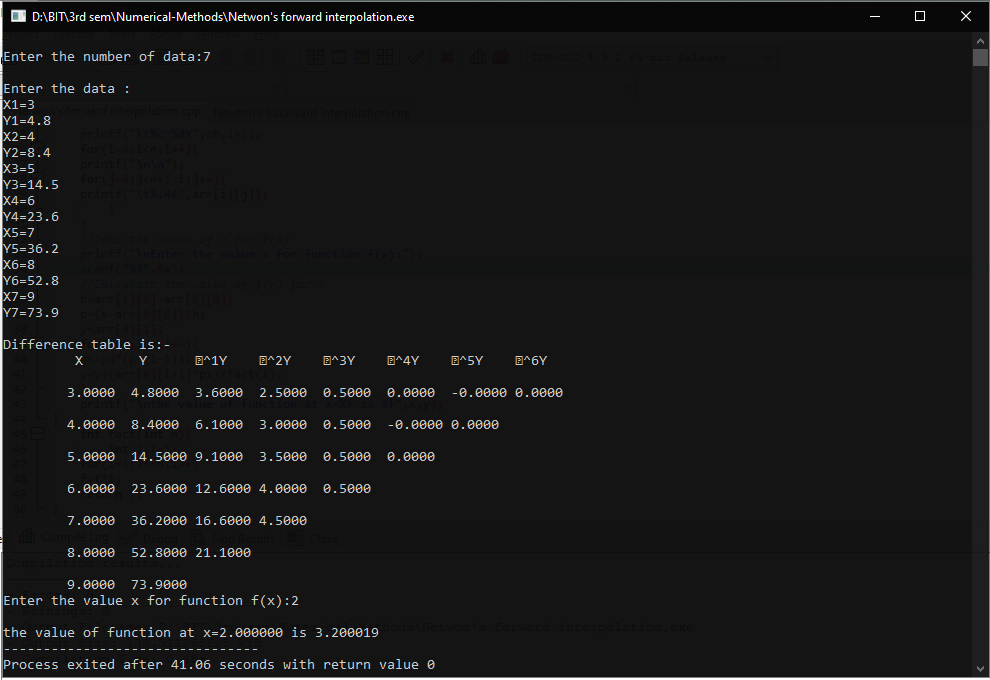 D:\BIT\3rd sem\Numerical-Methods\Netwon's forward interpolation.exe
Enter the number of data:7
Enter the data :
X1=3
Y1=4.8
X2=4
Y2=8.4
X3=5
Y3=14.5
X4=6
Y4=23.6
X5=7
Y5=36.2
X6=8
Y6=52.8
X7=9
Y7=73.9
Difference table is:-
X Y ⍰^1Y ⍰^2Y ⍰^3Y ⍰^4Y ⍰^5Y ⍰^6Y
3.0000 4.8000 3.6000 2.5000 0.5000 0.0000 -0.0000 0.0000
4.0000 8.4000 6.1000 3.0000 0.5000 -0.0000 0.0000
5.0000 14.5000 9.1000 3.5000 0.5000 0.0000
6.0000 23.6000 12.6000 4.0000 0.5000
7.0000 36.2000 16.6000 4.5000
8.0000 52.8000 21.1000
9.0000 73.9000
Enter the value x for function f(x):2
the value of function at x=2.000000 is 3.200019
--------------------------------
Process exited after 41.06 seconds with return value 0